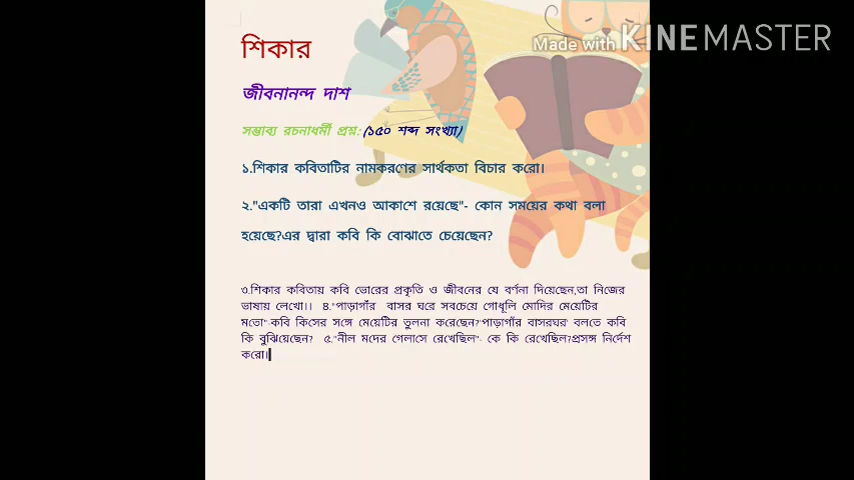 Made with KINEMASTER
শিকার
জীবনানন্দ দাশ
সম্ভাব্য রচনাধর্মী প্রশ্ন:(১৫০ শব্দ সংখ্যা)
১.শিকার কবিতাটির নামকরণের সার্থকতা বিচার করো।।
২."একটি তারা এখনও আকাশে রয়েছে"- কোন সময়ের কথা বলা
হয়েছে?এর দ্বারা কবি কি বোঝাতে চেয়েছেন?
৩.শিকার কবিতায় কবি ভোরের প্রকৃতি ও জীবনের যে বর্ণনা দিয়েছেন,তা নিজের
ভাষায় লেখো।। ৪."পাড়াগাঁর বাসর ঘরে সবচেয়ে গোধূলি মোদির মেয়েটির
মতো"-কবি কিসের সঙ্গে মেয়েটির তুলনা করেছেন?'পাড়াগাঁর বাসরঘর' বলতে কবি
কি বুঝিয়েছেন? ৫."নীল মদের গেলাসে রেখেছিল"- কে কি রেখেছিল?প্রসঙ্গ নির্দেশ
করো।